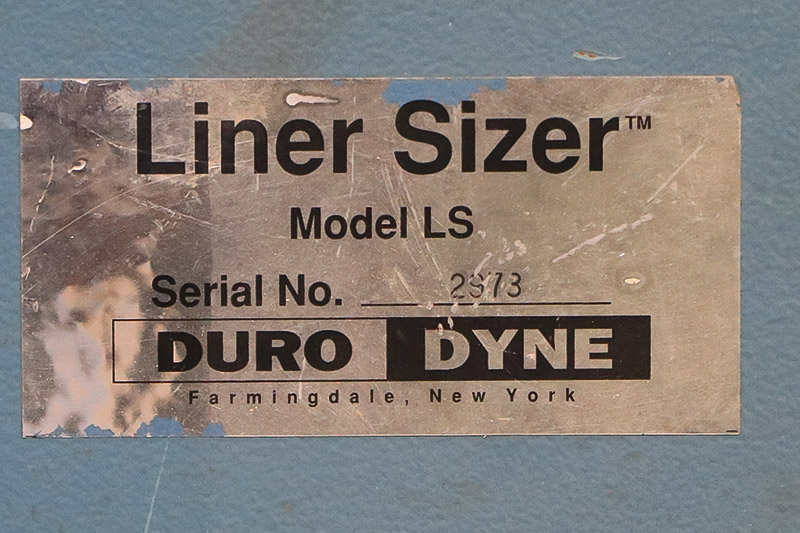 Liner Sizer™
Model LS
Serial No. 2973
DURO DYNE
Farmingdale, New York